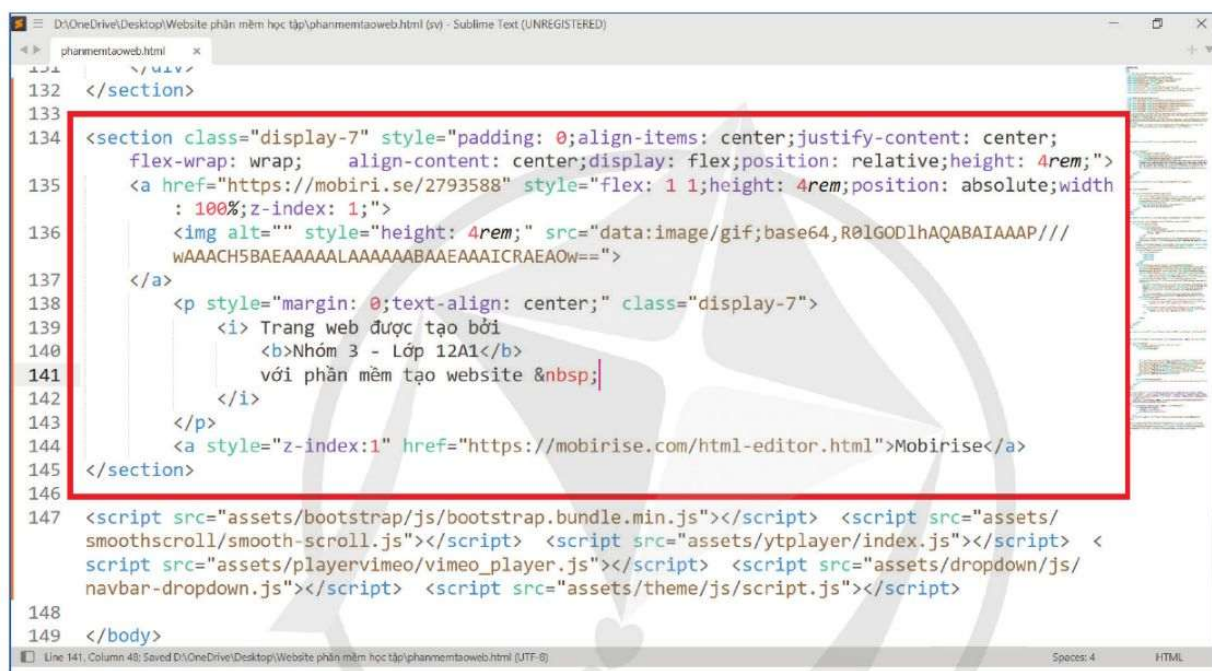 D:\OneDrive\Desktop\Website phần mềm học tập\phanmemtaoweb.html (sv) - Sublime Text (UNREGISTERED)
phanmemtaoweb.html ×
131 </div>
132 </section>
133
134 <section class="display-7" style="padding: 0;align-items: center;justify-content: center;
flex-wrap: wrap;    align-content: center;display: flex;position: relative;height: 4rem;">
135 <a href="https://mobiri.se/2793588" style="flex: 1 1;height: 4rem;position: absolute;width
: 100%;z-index: 1;">
136 <img alt="" style="height: 4rem;" src="data:image/gif;base64,R0lGODlhAQABAIAAAP///
wAAACH5BAEAAAAALAAAAAABAAEAAAICRAEAOw==">
137 </a>
138 <p style="margin: 0;text-align: center;" class="display-7">
139 <i> Trang web được tạo bởi
140 <b>Nhóm 3 - Lớp 12A1</b>
141 với phần mềm tạo website &nbsp;
142 </i>
143 </p>
144 <a style="z-index:1" href="https://mobirise.com/html-editor.html">Mobirise</a>
145 </section>
146
147 <script src="assets/bootstrap/js/bootstrap.bundle.min.js"></script>  <script src="assets/
smoothscroll/smooth-scroll.js"></script>  <script src="assets/ytplayer/index.js"></script>  <
script src="assets/playervimeo/vimeo_player.js"></script>  <script src="assets/dropdown/js/
navbar-dropdown.js"></script>  <script src="assets/theme/js/script.js"></script>
148
149 </body>
Line 141, Column 48; Saved D:\OneDrive\Desktop\Website phần mềm học tập\phanmemtaoweb.html (UTF-8)
Spaces: 4
HTML